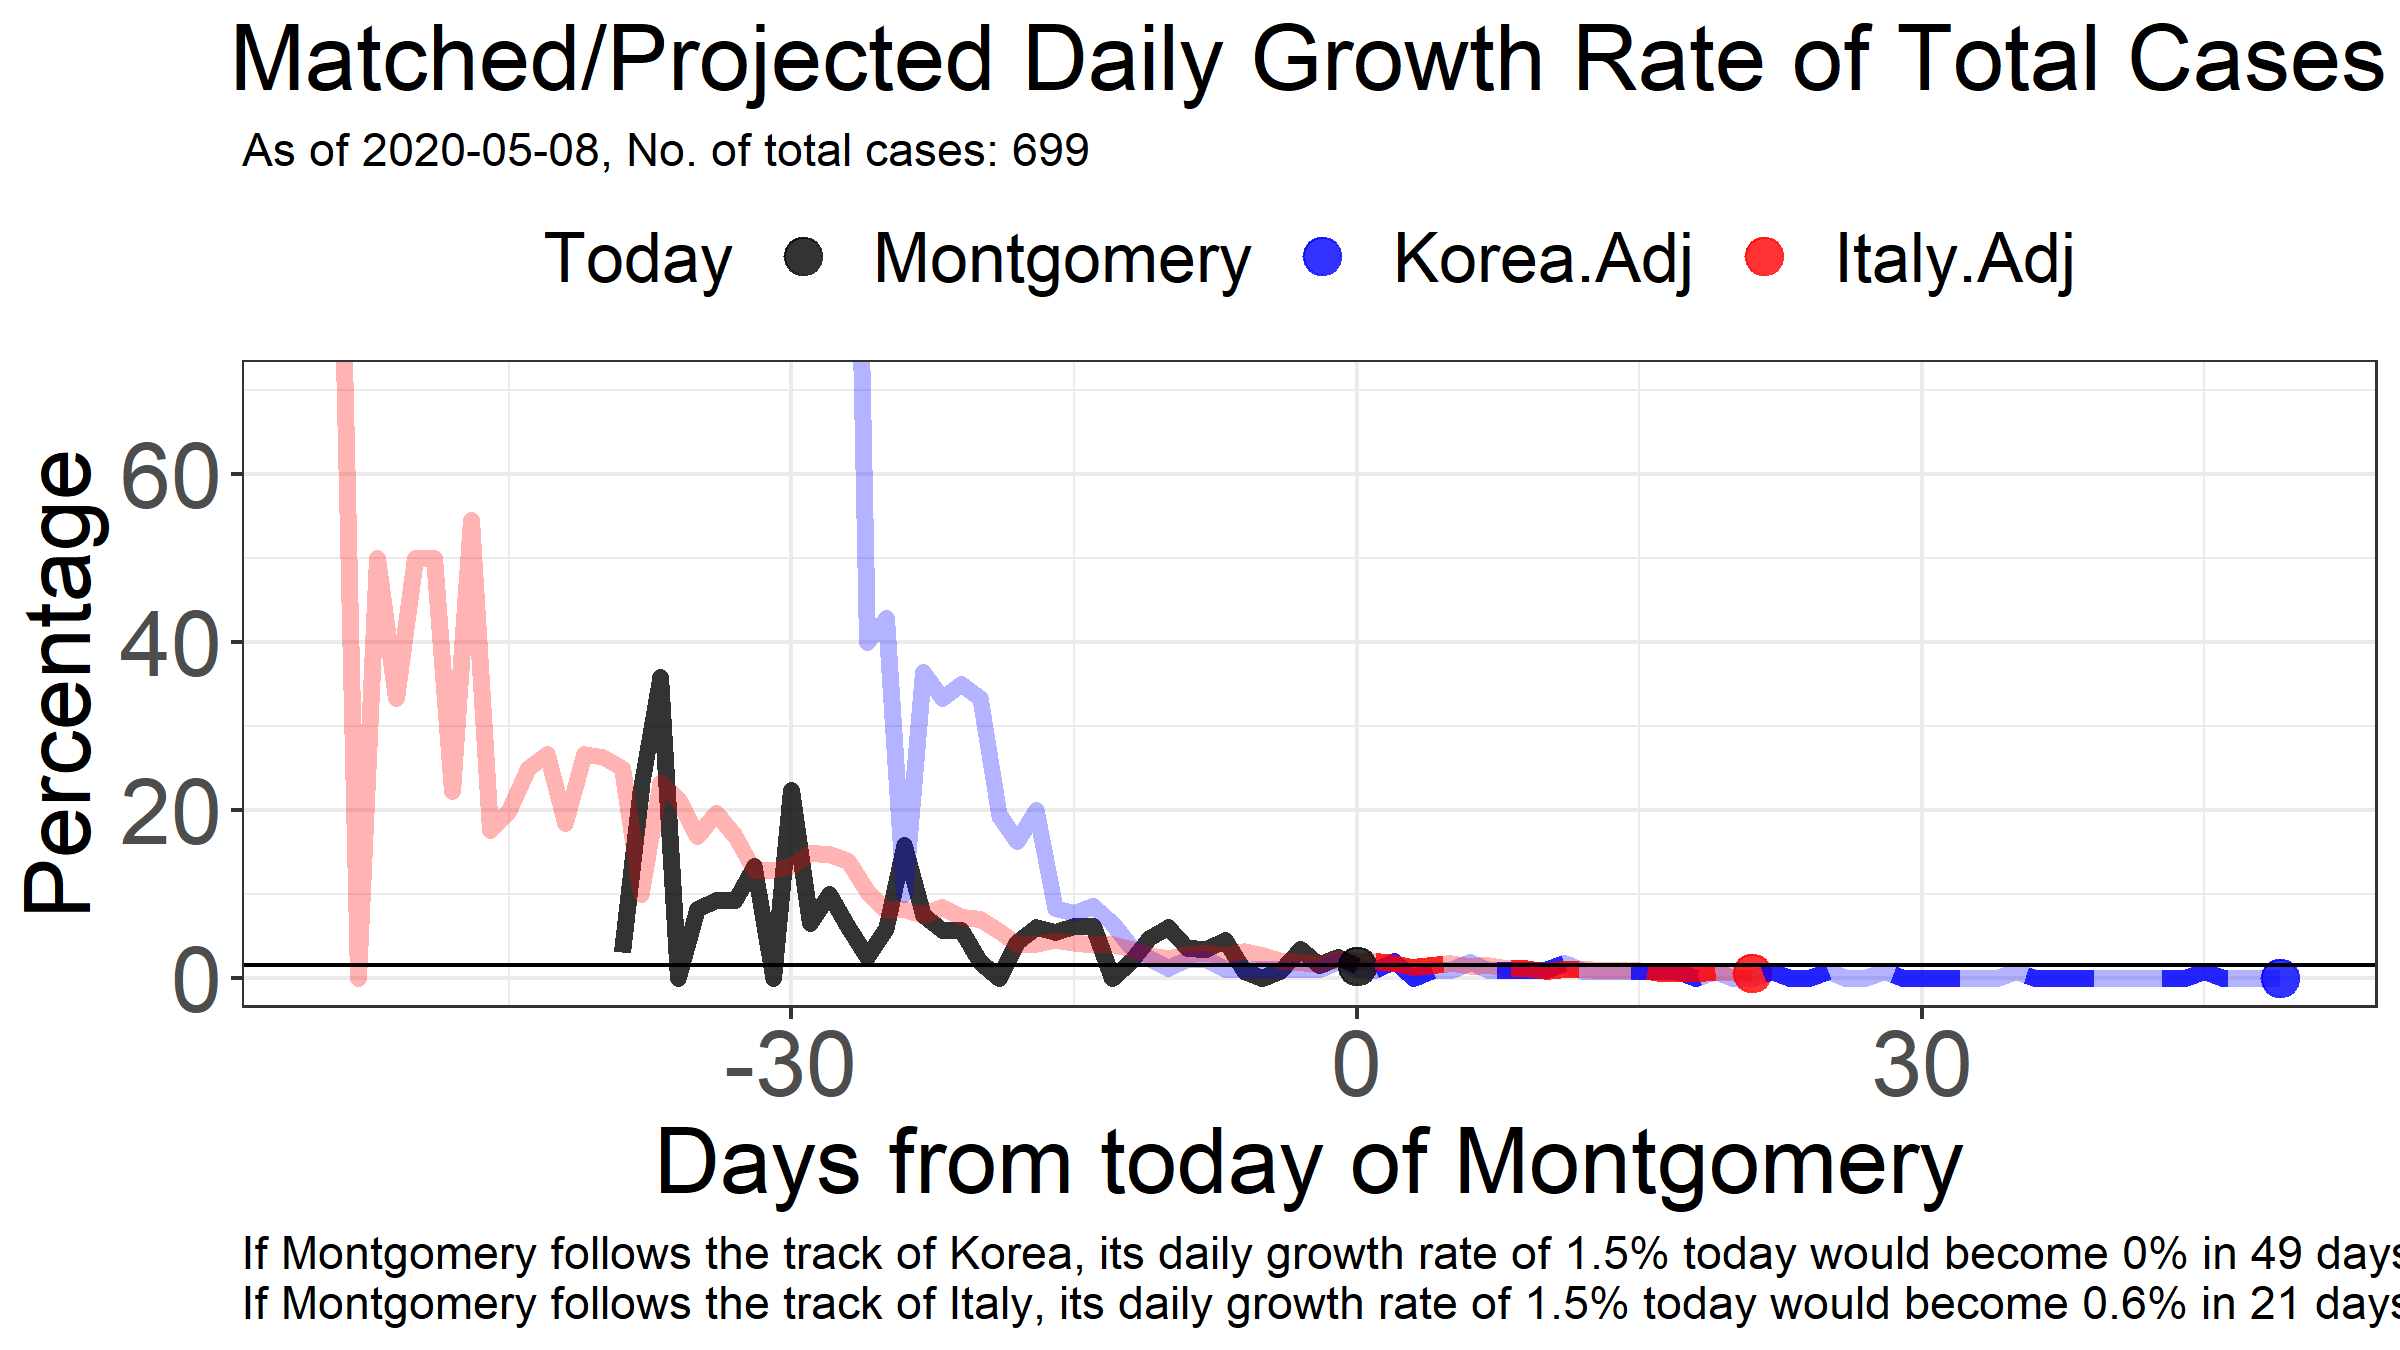 Matched/Projected Daily Growth Rate of Total Cases
As of 2020-05-08, No. of total cases: 699
Today Montgomery Korea.Adj Italy.Adj
Percentage
60
40
20
0
-30 0 30
Days from today of Montgomery
If Montgomery follows the track of Korea, its daily growth rate of 1.5% today would become 0% in 49 days
If Montgomery follows the track of Italy, its daily growth rate of 1.5% today would become 0.6% in 21 days